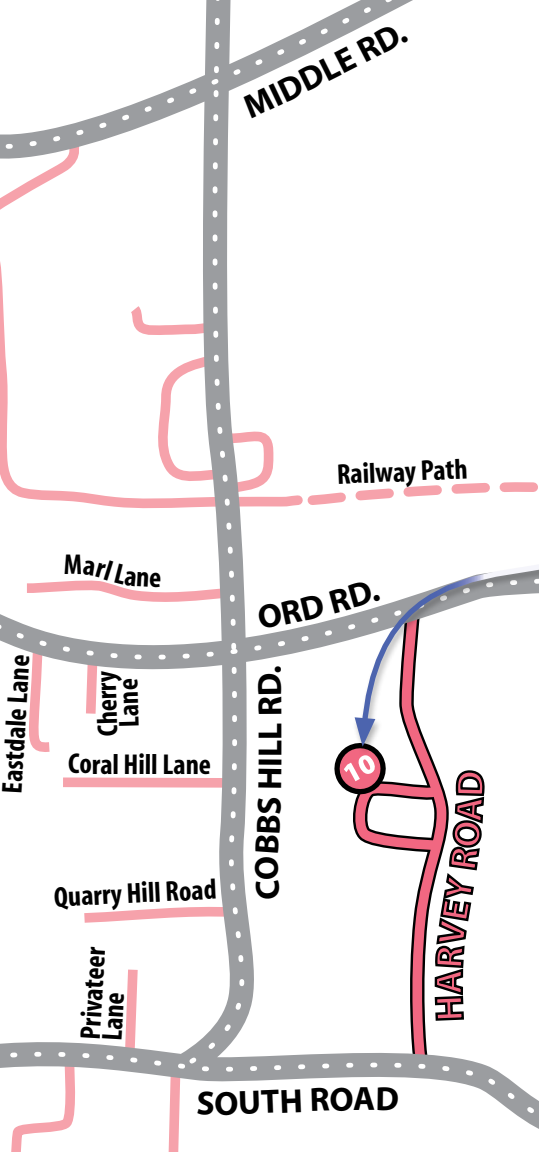 MIDDLE RD.
Railway Path
Marl Lane
ORD RD.
Eastdale Lane
Cherry
Lane
COBBS HILL RD.
Coral Hill Lane
10
HARVEY ROAD
Quarry Hill Road
Privateer
Lane
SOUTH ROAD